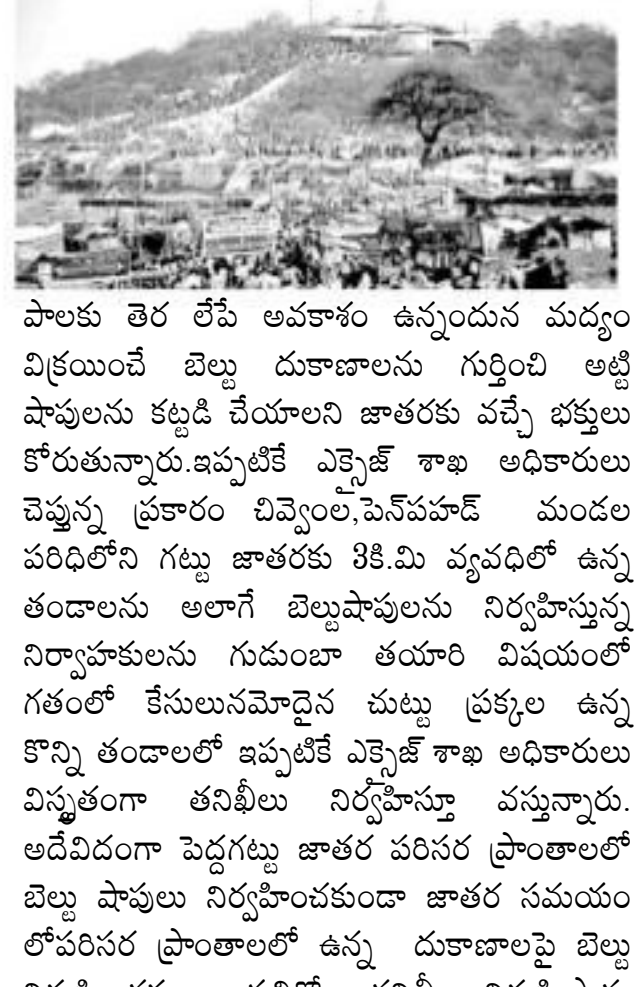 పాలకు తెర లేపే అవకాశం ఉన్నందున మద్యం
విక్రయించే బెల్టు దుకాణాలను గుర్తించి అట్టి
షాపులను కట్టడి చేయాలని జాతరకు వచ్చే భక్తులు
కోరుతున్నారు.ఇప్పటికే ఎక్సైజ్ శాఖ అధికారులు
చెప్తున్న ప్రకారం చివ్వెంల,పెన్‌పహడ్ మండల
పరిధిలోని గట్టు జాతరకు 3కి.మి వ్యవధిలో ఉన్న
తండాలను అలాగే బెల్టుషాపులను నిర్వహిస్తున్న
నిర్వాహకులను గుడుంబా తయారి విషయంలో
గతంలో కేసులునమోదైన చుట్టు ప్రక్కల ఉన్న
కొన్ని తండాలలో ఇప్పటికే ఎక్సైజ్ శాఖ అధికారులు
విస్తృతంగా తనిఖీలు నిర్వహిస్తూ వస్తున్నారు.
అదేవిదంగా పెద్దగట్టు జాతర పరిసర ప్రాంతాలలో
బెల్టు షాపులు నిర్వహించకుండా జాతర సమయం
లోపరిసర ప్రాంతాలలో ఉన్న దుకాణాలపై బెల్టు